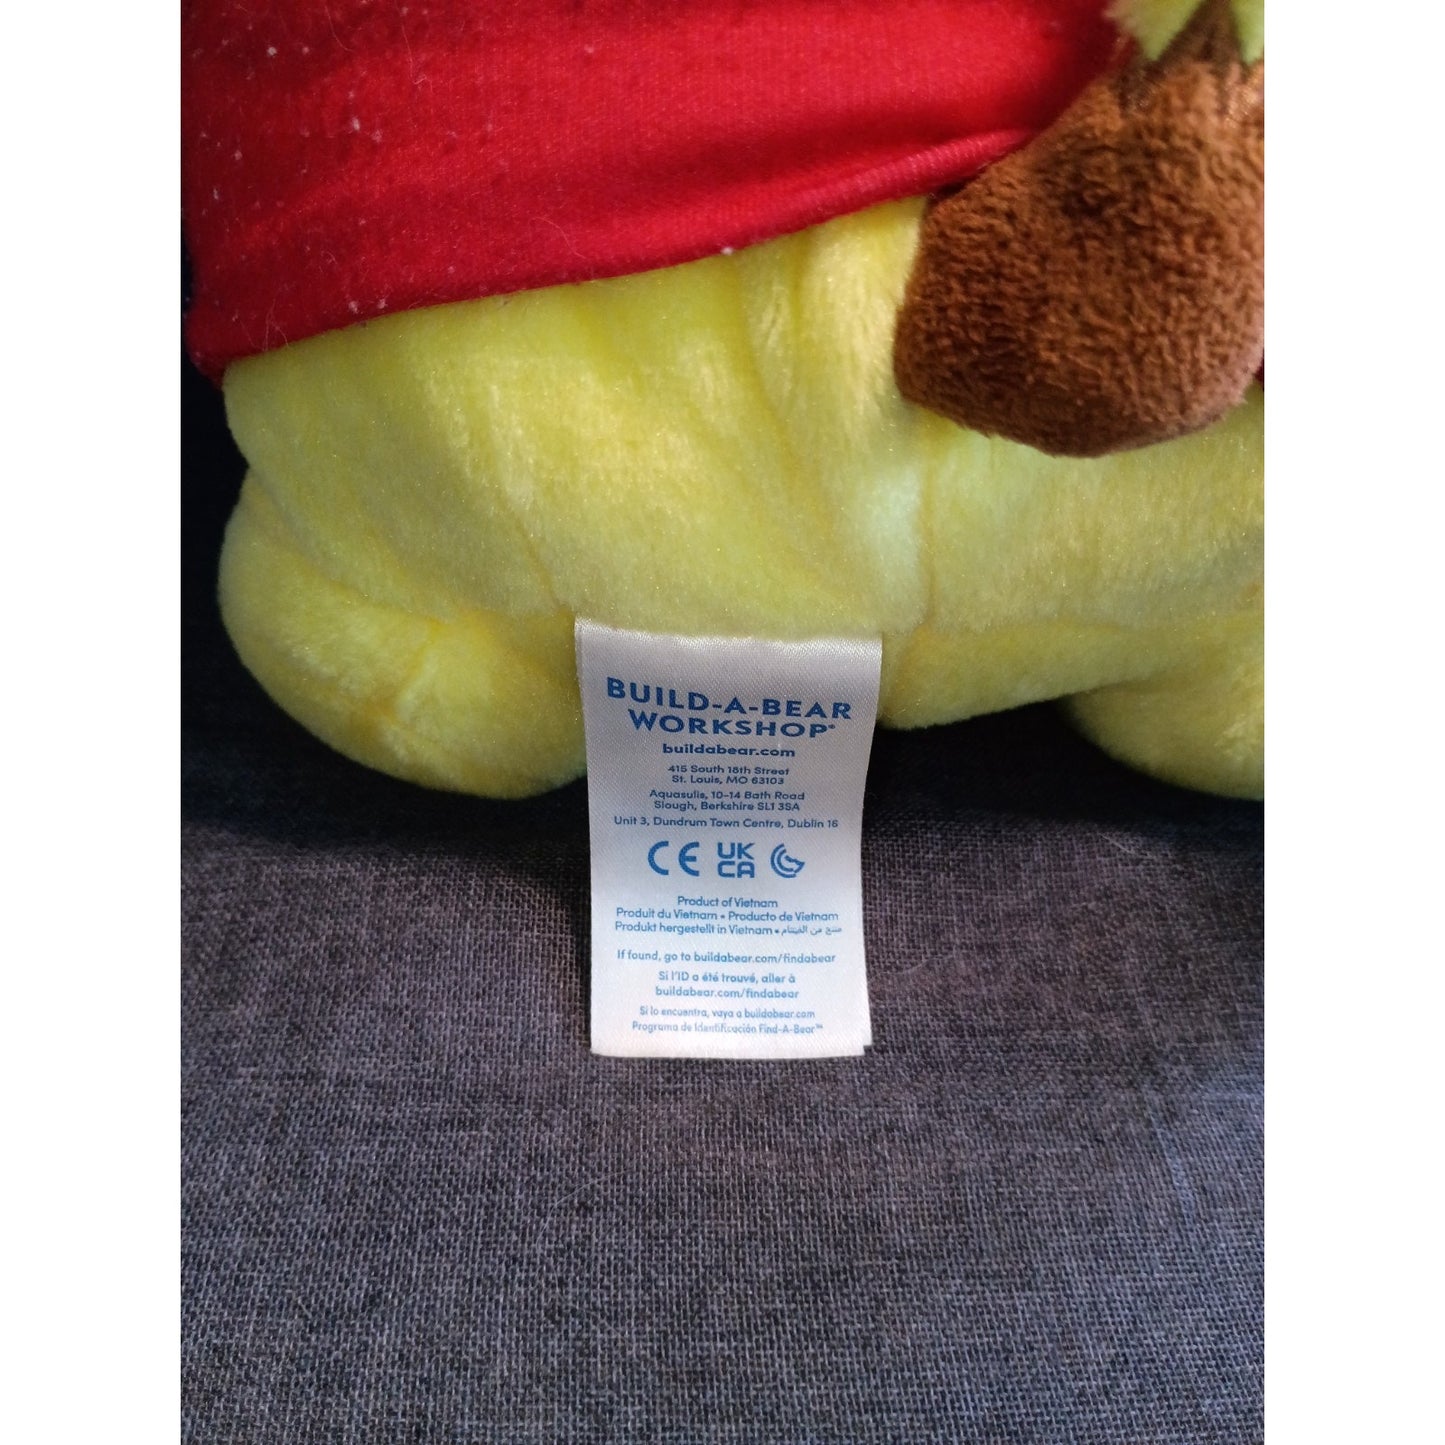 BUILD-A-BEAR
WORKSHOP®
buildabear.com
415 South 18th Street
St. Louis, MO 63103
Aquasulis, 10-14 Bath Road
Slough, Berkshire SL1 3SA
Unit 3, Dundrum Town Centre, Dublin 16
CE UK
CA
Product of Vietnam
Produit du Vietnam • Producto de Vietnam
Produkt hergestellt in Vietnam • منتج من الفيتنام
If found, go to buildabear.com/findabear
Si l'ID a été trouvé, aller à
buildabear.com/findabear
Si lo encuentra, vaya a buildabear.com
Programa de Identificación Find-A-Bear™